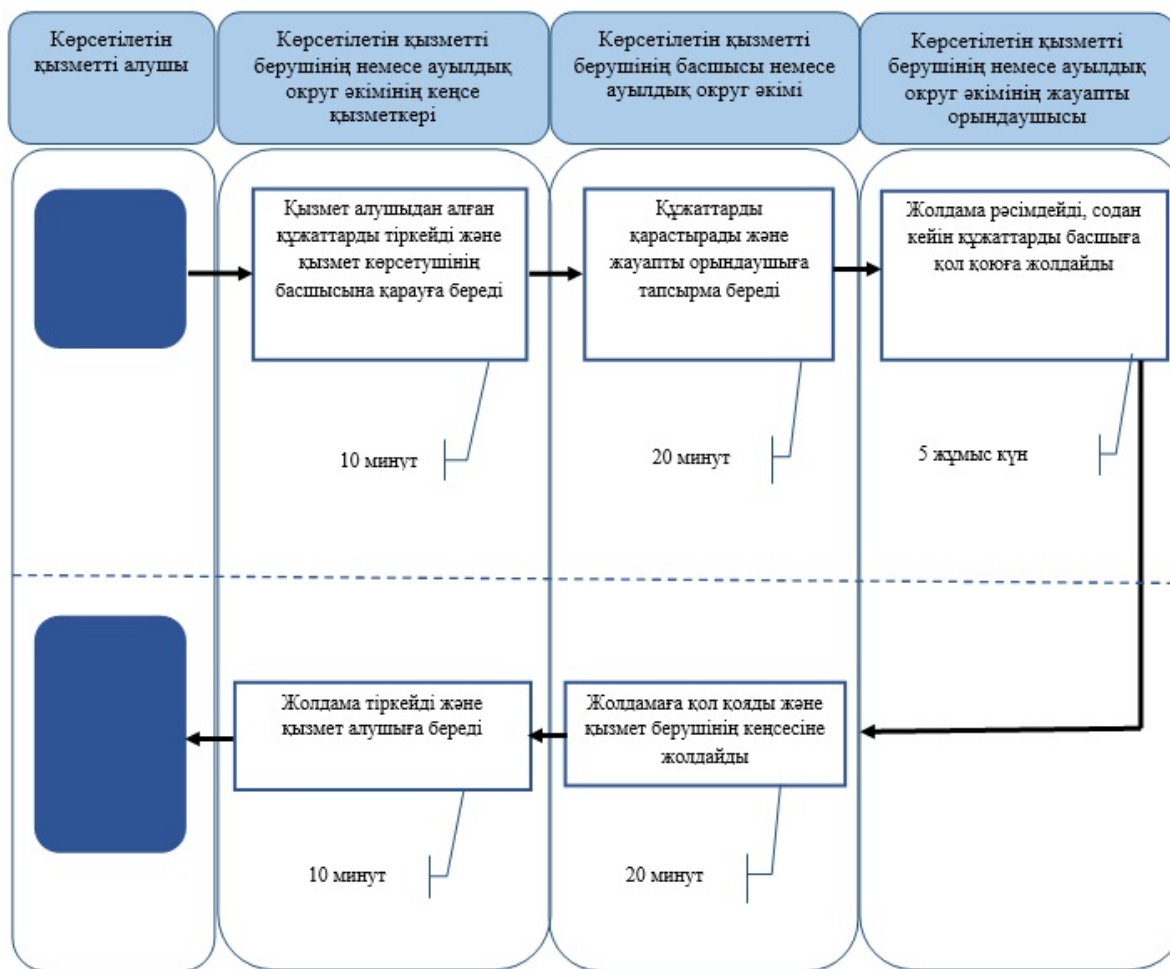 Көрсетілетін
қызметті алушы
Көрсетілетін қызметті
берушінің немесе ауылдық
округ әкімінің кеңсе
қызметкері
Көрсетілетін қызметті
берушінің басшысы немесе
ауылдық округ әкімі
Көрсетілетін қызметті
берушінің немесе ауылдық
округ әкімінің жауапты
орындаушысы
Қызмет алушыдан алған
құжаттарды тіркейді және
қызмет көрсетушінің
басшысына қарауға береді
Құжаттарды
қарастырады және
жауапты орындаушыға
тапсырма береді
Жолдама рәсімдейді, содан
кейін құжаттарды басшыға
қол қоюға жолдайды
10 минут
20 минут
5 жұмыс күн
Жолдама тіркейді және
қызмет алушыға береді
Жолдамаға қол қояды және
қызмет берушінің кеңсесіне
жолдайды
10 минут
20 минут